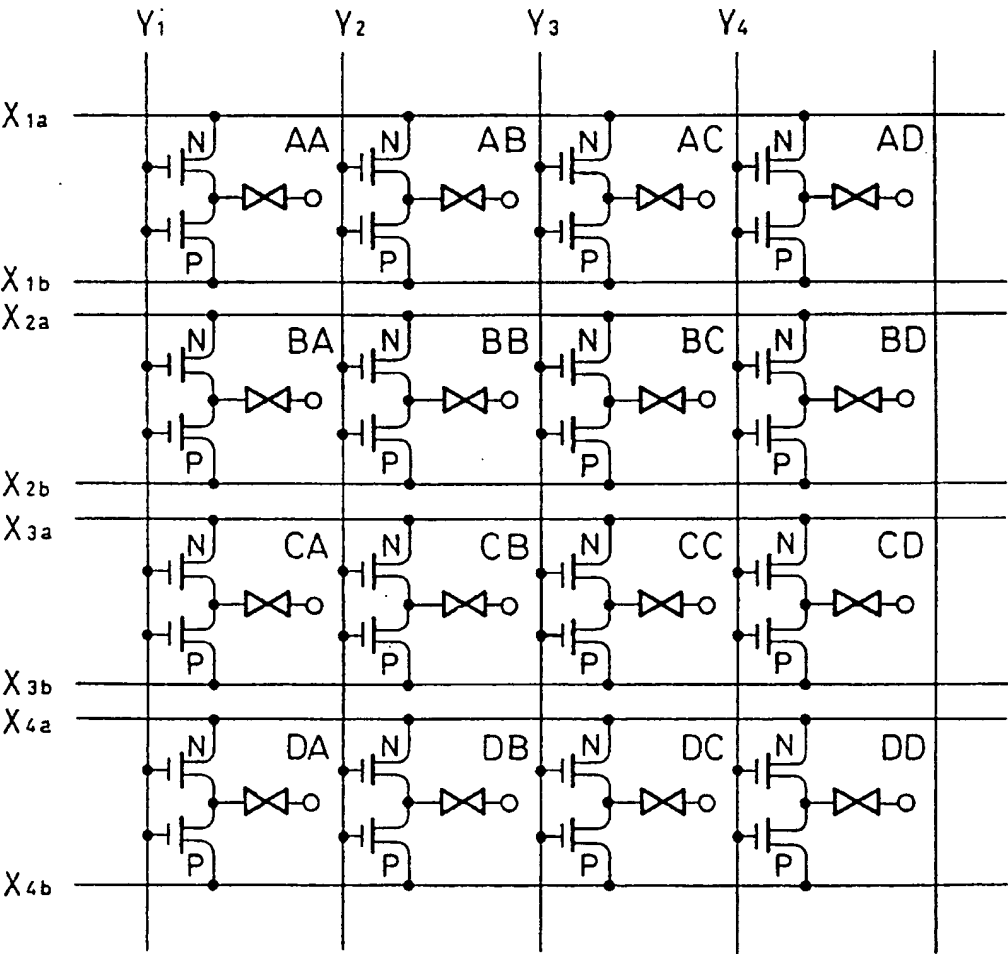 Yi Y2 Y3 Y4
X1a
N AA N AB N AC N AD
P P P P
X1b
X2a
N BA N BB N BC N BD
P P P P
X2b
X3a
N CA N CB N CC N CD
P P P P
X3b
X4a
N DA N DB N DC N DD
P P P P
X4b